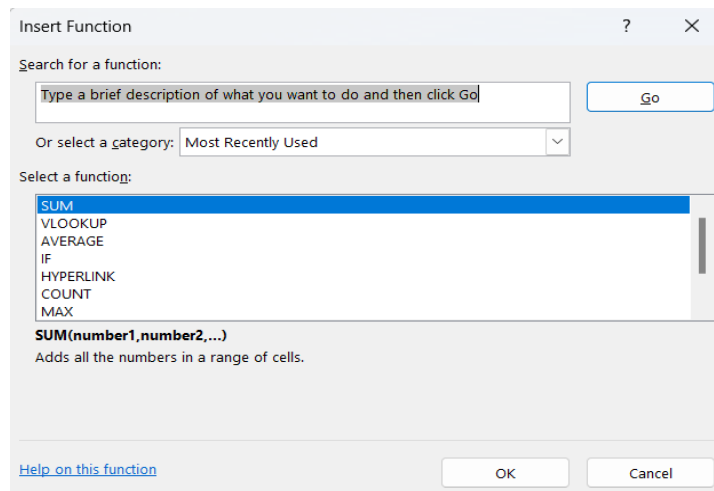 Insert Function
?
Search for a function:
Type a brief description of what you want to do and then click Go
Go
Or select a category: Most Recently Used
Select a function:
SUM
VLOOKUP
AVERAGE
IF
HYPERLINK
COUNT
MAX
SUM(number1,number2,...)
Adds all the numbers in a range of cells.
Help on this function
OK
Cancel